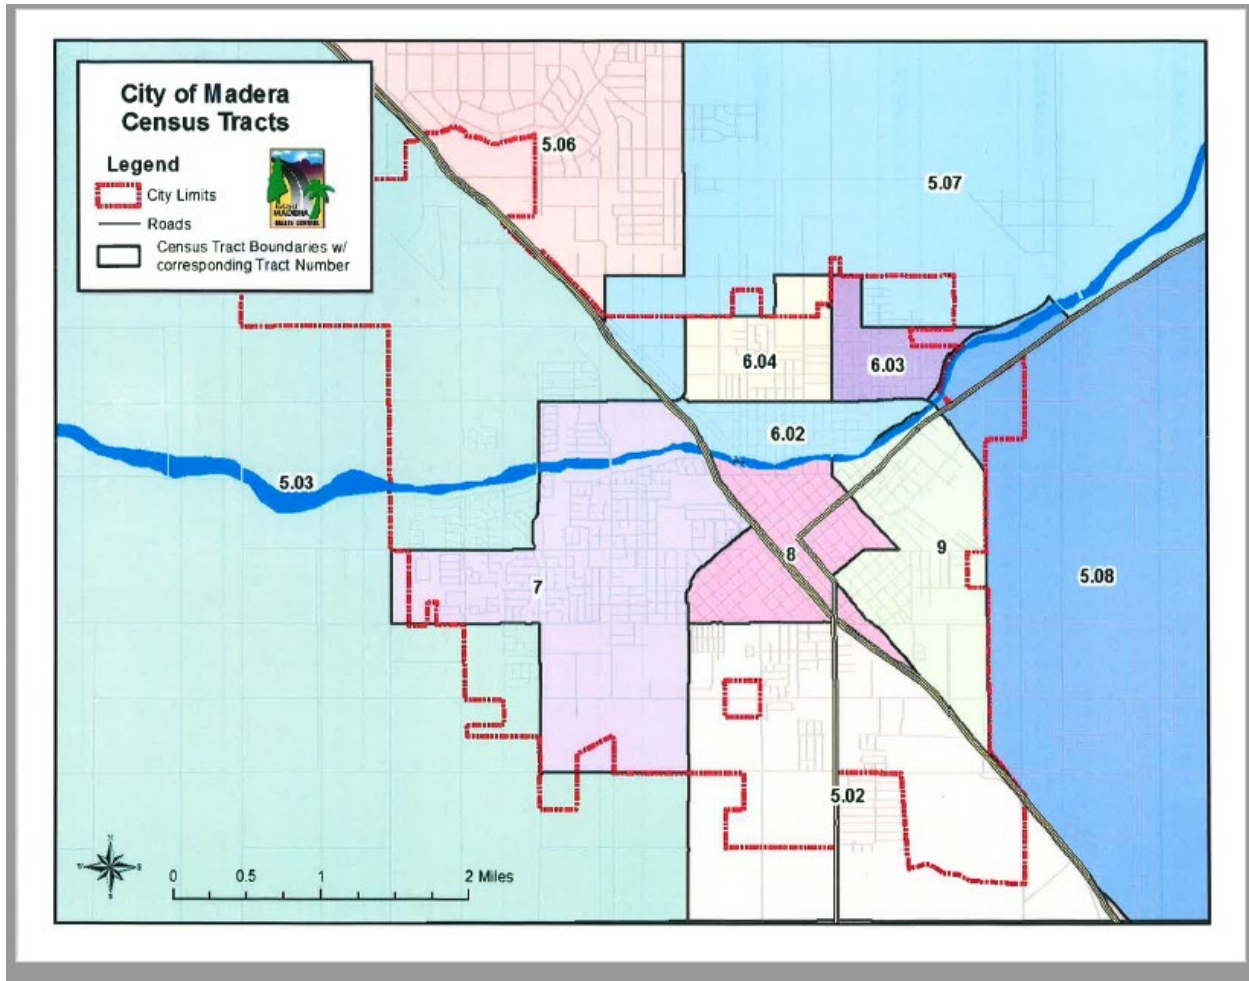 City of Madera
Census Tracts
Legend
City Limits
MADERA
Roads
Census Tract Boundaries w/
corresponding Tract Number
5.06
5.07
6.04
6.03
6.02
5.03
9
8
5.08
7
5.02
N
W
E
S
0 0.5 1 2 Miles